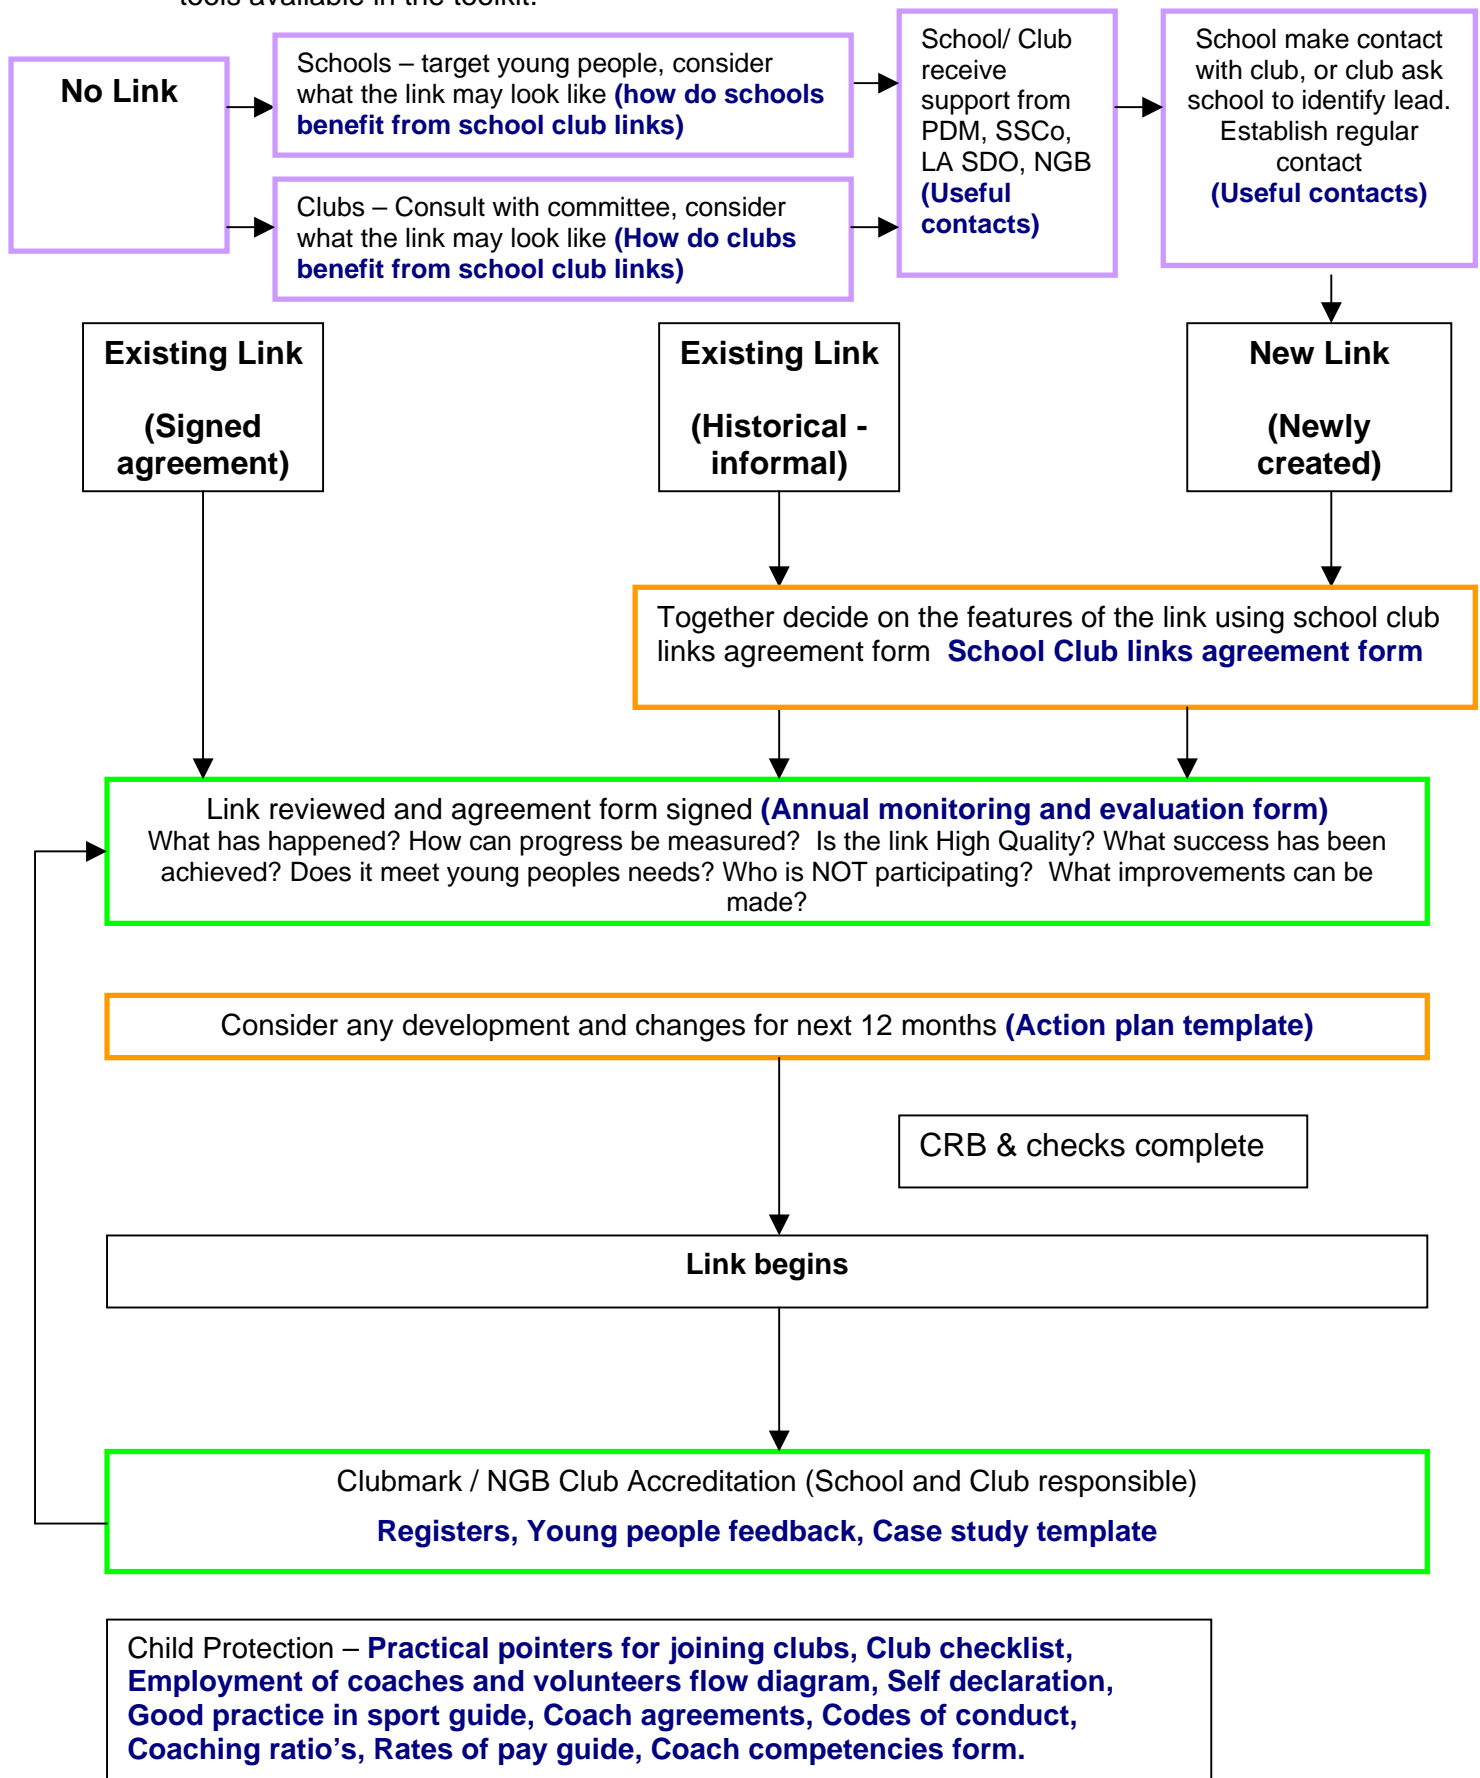 tools available in the toolkit.
No Link
Schools – target young people, consider
what the link may look like (how do schools
benefit from school club links)
Clubs – Consult with committee, consider
what the link may look like (How do clubs
benefit from school club links)
School/ Club
receive
support from
PDM, SSCo,
LA SDO, NGB
(Useful
contacts)
School make contact
with club, or club ask
school to identify lead.
Establish regular
contact
(Useful contacts)
Existing Link
(Signed
agreement)
Existing Link
(Historical -
informal)
New Link
(Newly
created)
Together decide on the features of the link using school club
links agreement form School Club links agreement form
Link reviewed and agreement form signed (Annual monitoring and evaluation form)
What has happened? How can progress be measured? Is the link High Quality? What success has been
achieved? Does it meet young peoples needs? Who is NOT participating? What improvements can be
made?
Consider any development and changes for next 12 months (Action plan template)
CRB & checks complete
Link begins
Clubmark / NGB Club Accreditation (School and Club responsible)
Registers, Young people feedback, Case study template
Child Protection – Practical pointers for joining clubs, Club checklist,
Employment of coaches and volunteers flow diagram, Self declaration,
Good practice in sport guide, Coach agreements, Codes of conduct,
Coaching ratio's, Rates of pay guide, Coach competencies form.